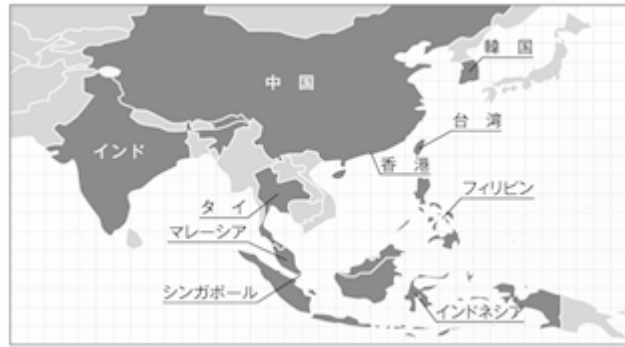 韓　国
中　国
台　湾
インド
香　港
フィリピン
タ　イ
マレーシア
シンガポール
インドネシア